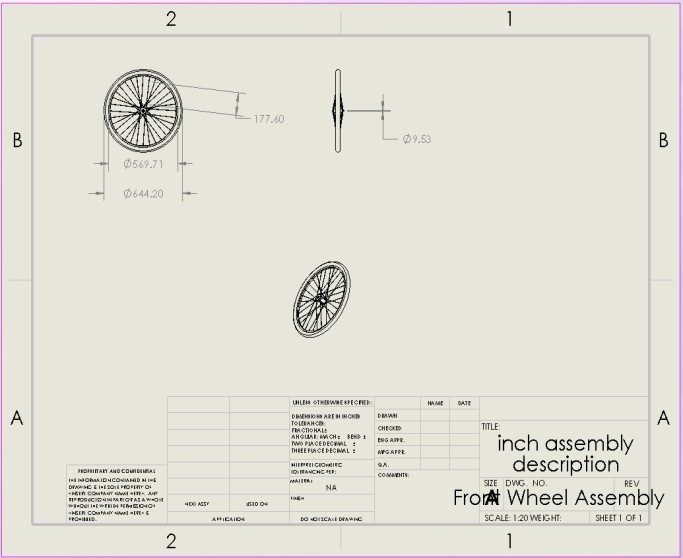 2 1
B B
177.60
Ø9.53
Ø569.71
Ø644.20
A A
UNLESS OTHERWISE SPECIFIED:
NAME DATE
DIMENSIONS ARE IN INCHES
TOLERANCES:
FRACTIONAL±
ANGULAR: MACH± BEND ±
TWO PLACE DECIMAL ±
THREE PLACE DECIMAL ±
DRAWN
CHECKED
ENG APPR.
MFG APPR.
Q.A.
COMMENTS:
INTERPRET GEOMETRIC
TOLERANCING PER:
MATERIAL
NA
FINISH
TITLE:
inch assembly
description
PROPRIETARY AND CONFIDENTIAL
THE INFORMATION CONTAINED IN THIS
DRAWING IS THE SOLE PROPERTY OF
<INSERT COMPANY NAME HERE>. ANY
REPRODUCTION IN PART OR AS A WHOLE
WITHOUT THE WRITTEN PERMISSION OF
<INSERT COMPANY NAME HERE> IS
PROHIBITED.
NEXT ASSY USED ON
APPLICATION
DO NOT SCALE DRAWING
SIZE DWG. NO. REV
A
Front Wheel Assembly
SCALE: 1:20 WEIGHT: SHEET 1 OF 1
2 1